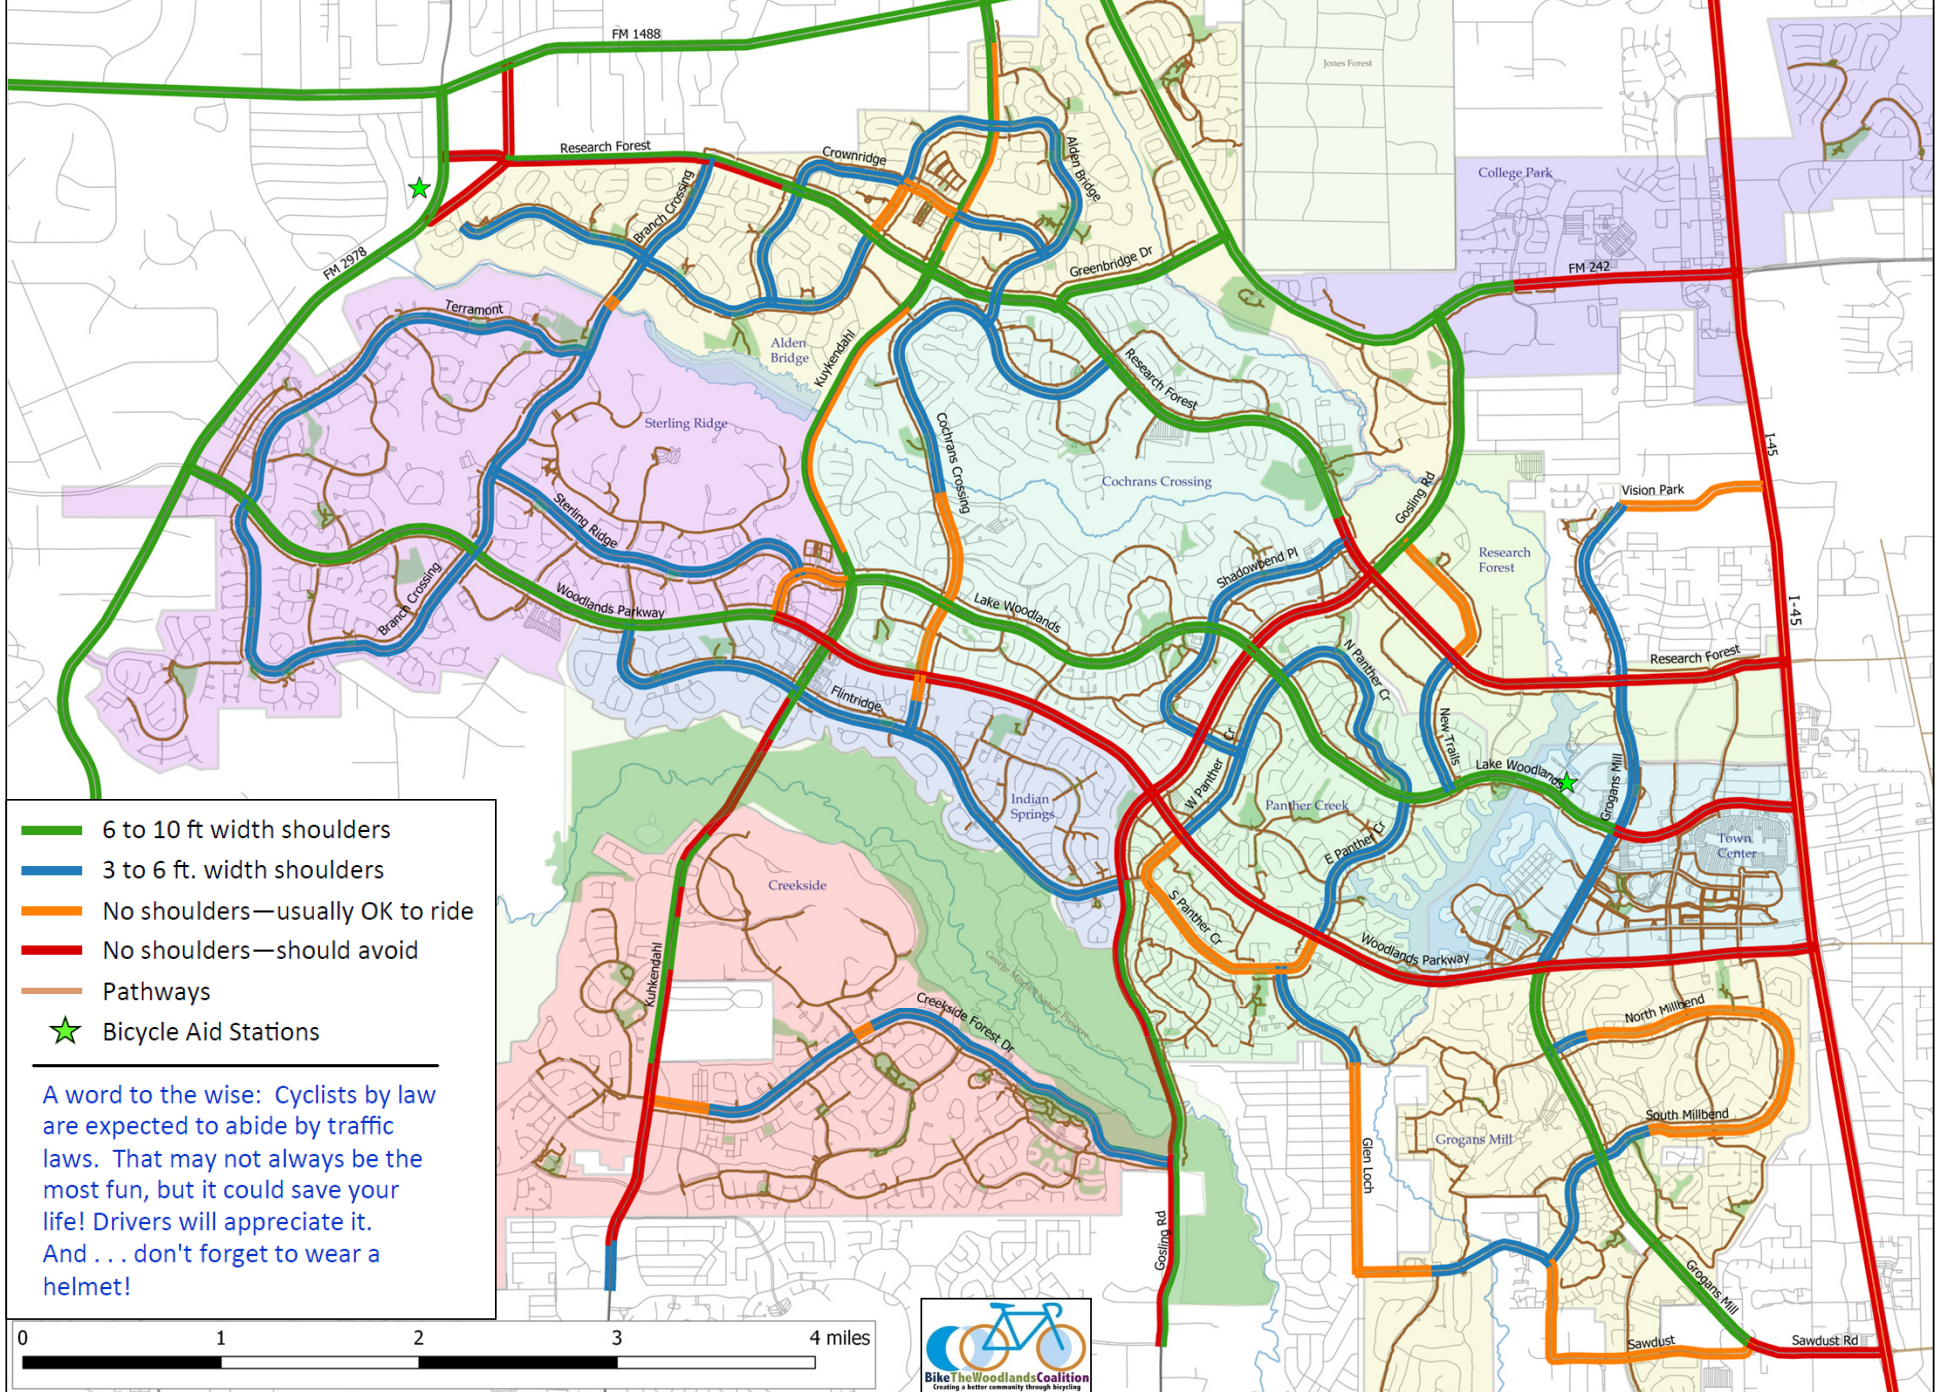 FM 1488
Jones Forest
Research Forest
Crownridge
Alden Bridge
College Park
Branch Crossing
FM 2978
Greenbridge Dr
FM 242
Terramont
Alden
Bridge
Kuykendahl
Research Forest
Sterling Ridge
Cochrans Crossing
Cochrans Crossing
I-45
Gosling Rd
Vision Park
Sterling Ridge
Research
Forest
Shadowbend Pl
Branch Crossing
Woodlands Parkway
Lake Woodlands
I-45
N Panther Cr
Research Forest
Flintridge
New Trails
W Panther Cr
Lake Woodlands
Grogans Mill
Indian
Springs
Panther Creek
Town
Center
E Panther Cr
Creekside
S Panther Cr
Woodlands Parkway
Kuhkendahl
George Mitchell Nature Preserve
Creekside Forest Dr
North Millbend
South Millbend
Grogans Mill
Glen Loch
Gosling Rd
Grogans Mill
Sawdust
Sawdust Rd
6 to 10 ft width shoulders
3 to 6 ft. width shoulders
No shoulders—usually OK to ride
No shoulders—should avoid
Pathways
Bicycle Aid Stations
A word to the wise:  Cyclists by law
are expected to abide by traffic
laws.  That may not always be the
most fun, but it could save your
life! Drivers will appreciate it.
And . . . don't forget to wear a
helmet!
0 1 2 3 4 miles
BikeTheWoodlandsCoalition
Creating a better community through bicycling